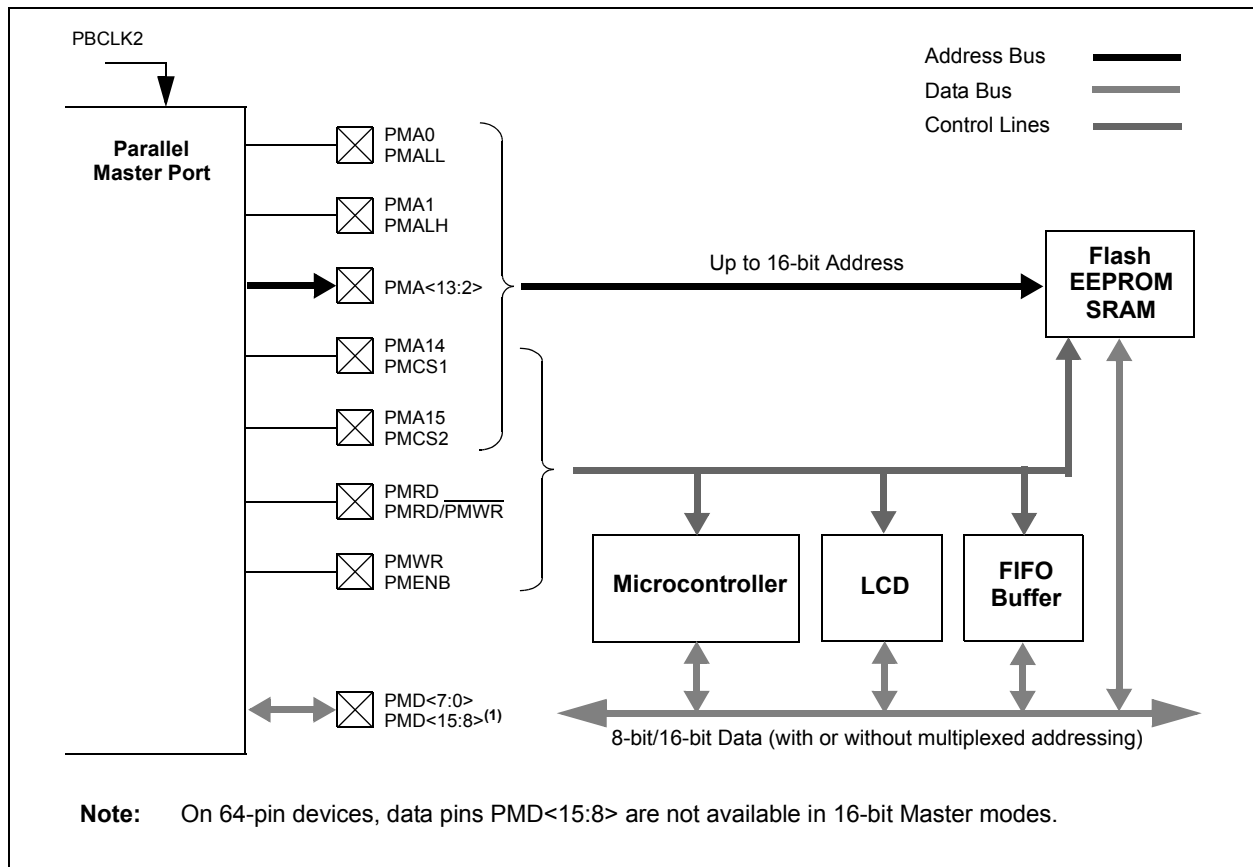 PBCLK2
Address Bus
Data Bus
Control Lines
Parallel
Master Port
PMA0
PMALL
PMA1
PMALH
PMA<13:2>
Up to 16-bit Address
Flash
EEPROM
SRAM
PMA14
PMCS1
PMA15
PMCS2
PMRD
PMRD/PMWR
PMWR
PMENB
Microcontroller
LCD
FIFO
Buffer
PMD<7:0>
PMD<15:8>(1)
8-bit/16-bit Data (with or without multiplexed addressing)
Note: On 64-pin devices, data pins PMD<15:8> are not available in 16-bit Master modes.